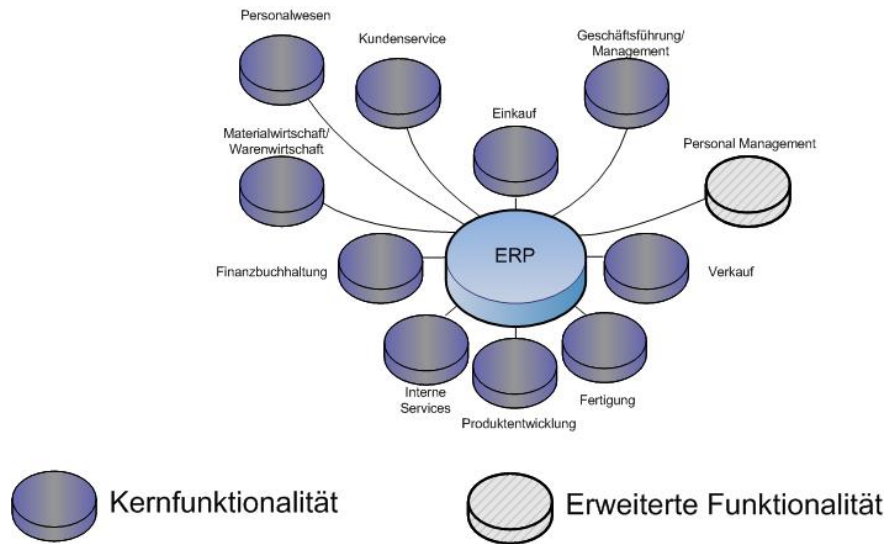 Personalwesen
Kundenservice
Geschäftsführung/
Management
Einkauf
Materialwirtschaft/
Warenwirtschaft
Personal Management
ERP
Finanzbuchhaltung
Verkauf
Interne
Services
Fertigung
Produktentwicklung
Kernfunktionalität
Erweiterte Funktionalität